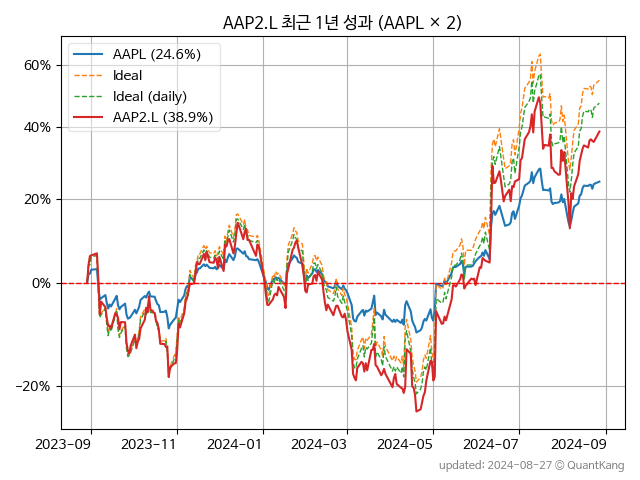 AAP2.L 최근 1년 성과 (AAPL × 2)
AAPL (24.6%)
Ideal
Ideal (daily)
AAP2.L (38.9%)
60%
40%
20%
0%
−20%
2023-09 2023-11 2024-01 2024-03 2024-05 2024-07 2024-09
updated: 2024-08-27 © QuantKang